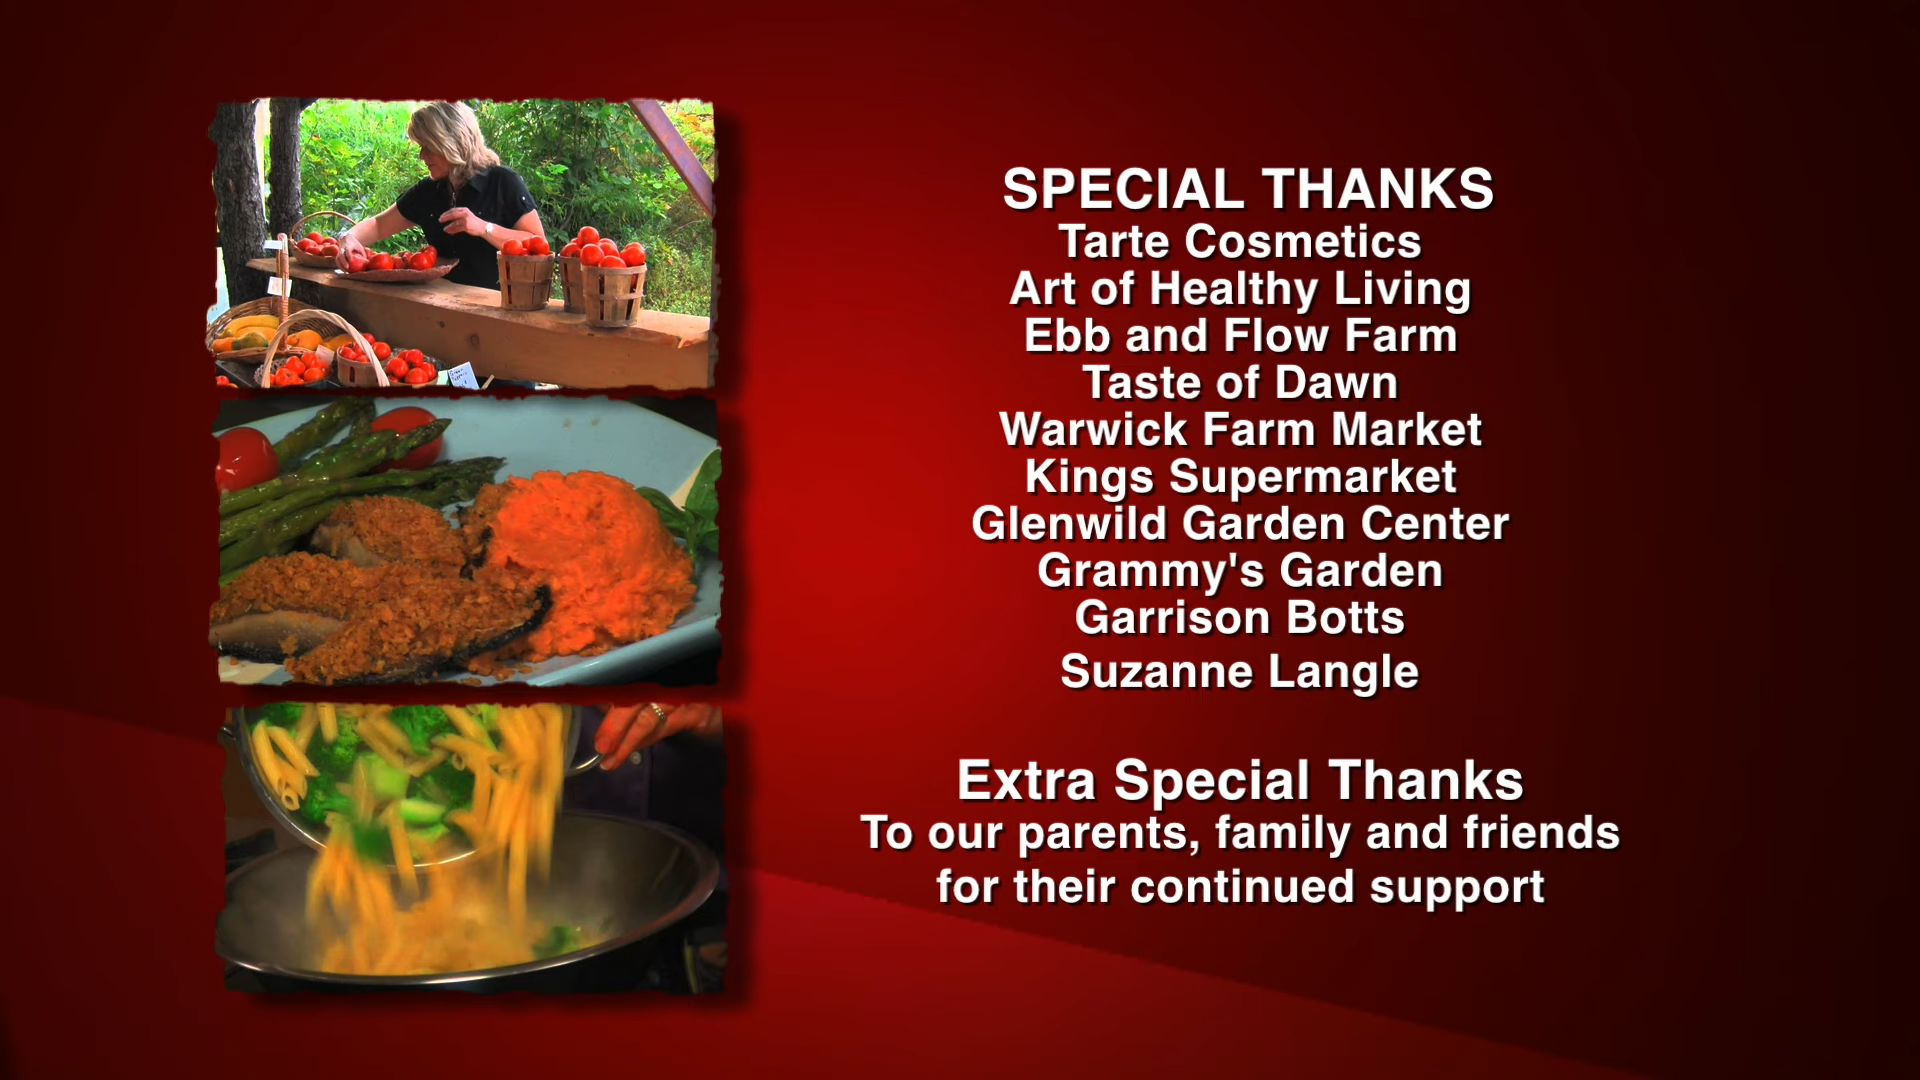 SPECIAL THANKS
Tarte Cosmetics
Art of Healthy Living
Ebb and Flow Farm
Taste of Dawn
Warwick Farm Market
Kings Supermarket
Glenwild Garden Center
Grammy's Garden
Garrison Botts
Suzanne Langle
Extra Special Thanks
To our parents, family and friends
for their continued support